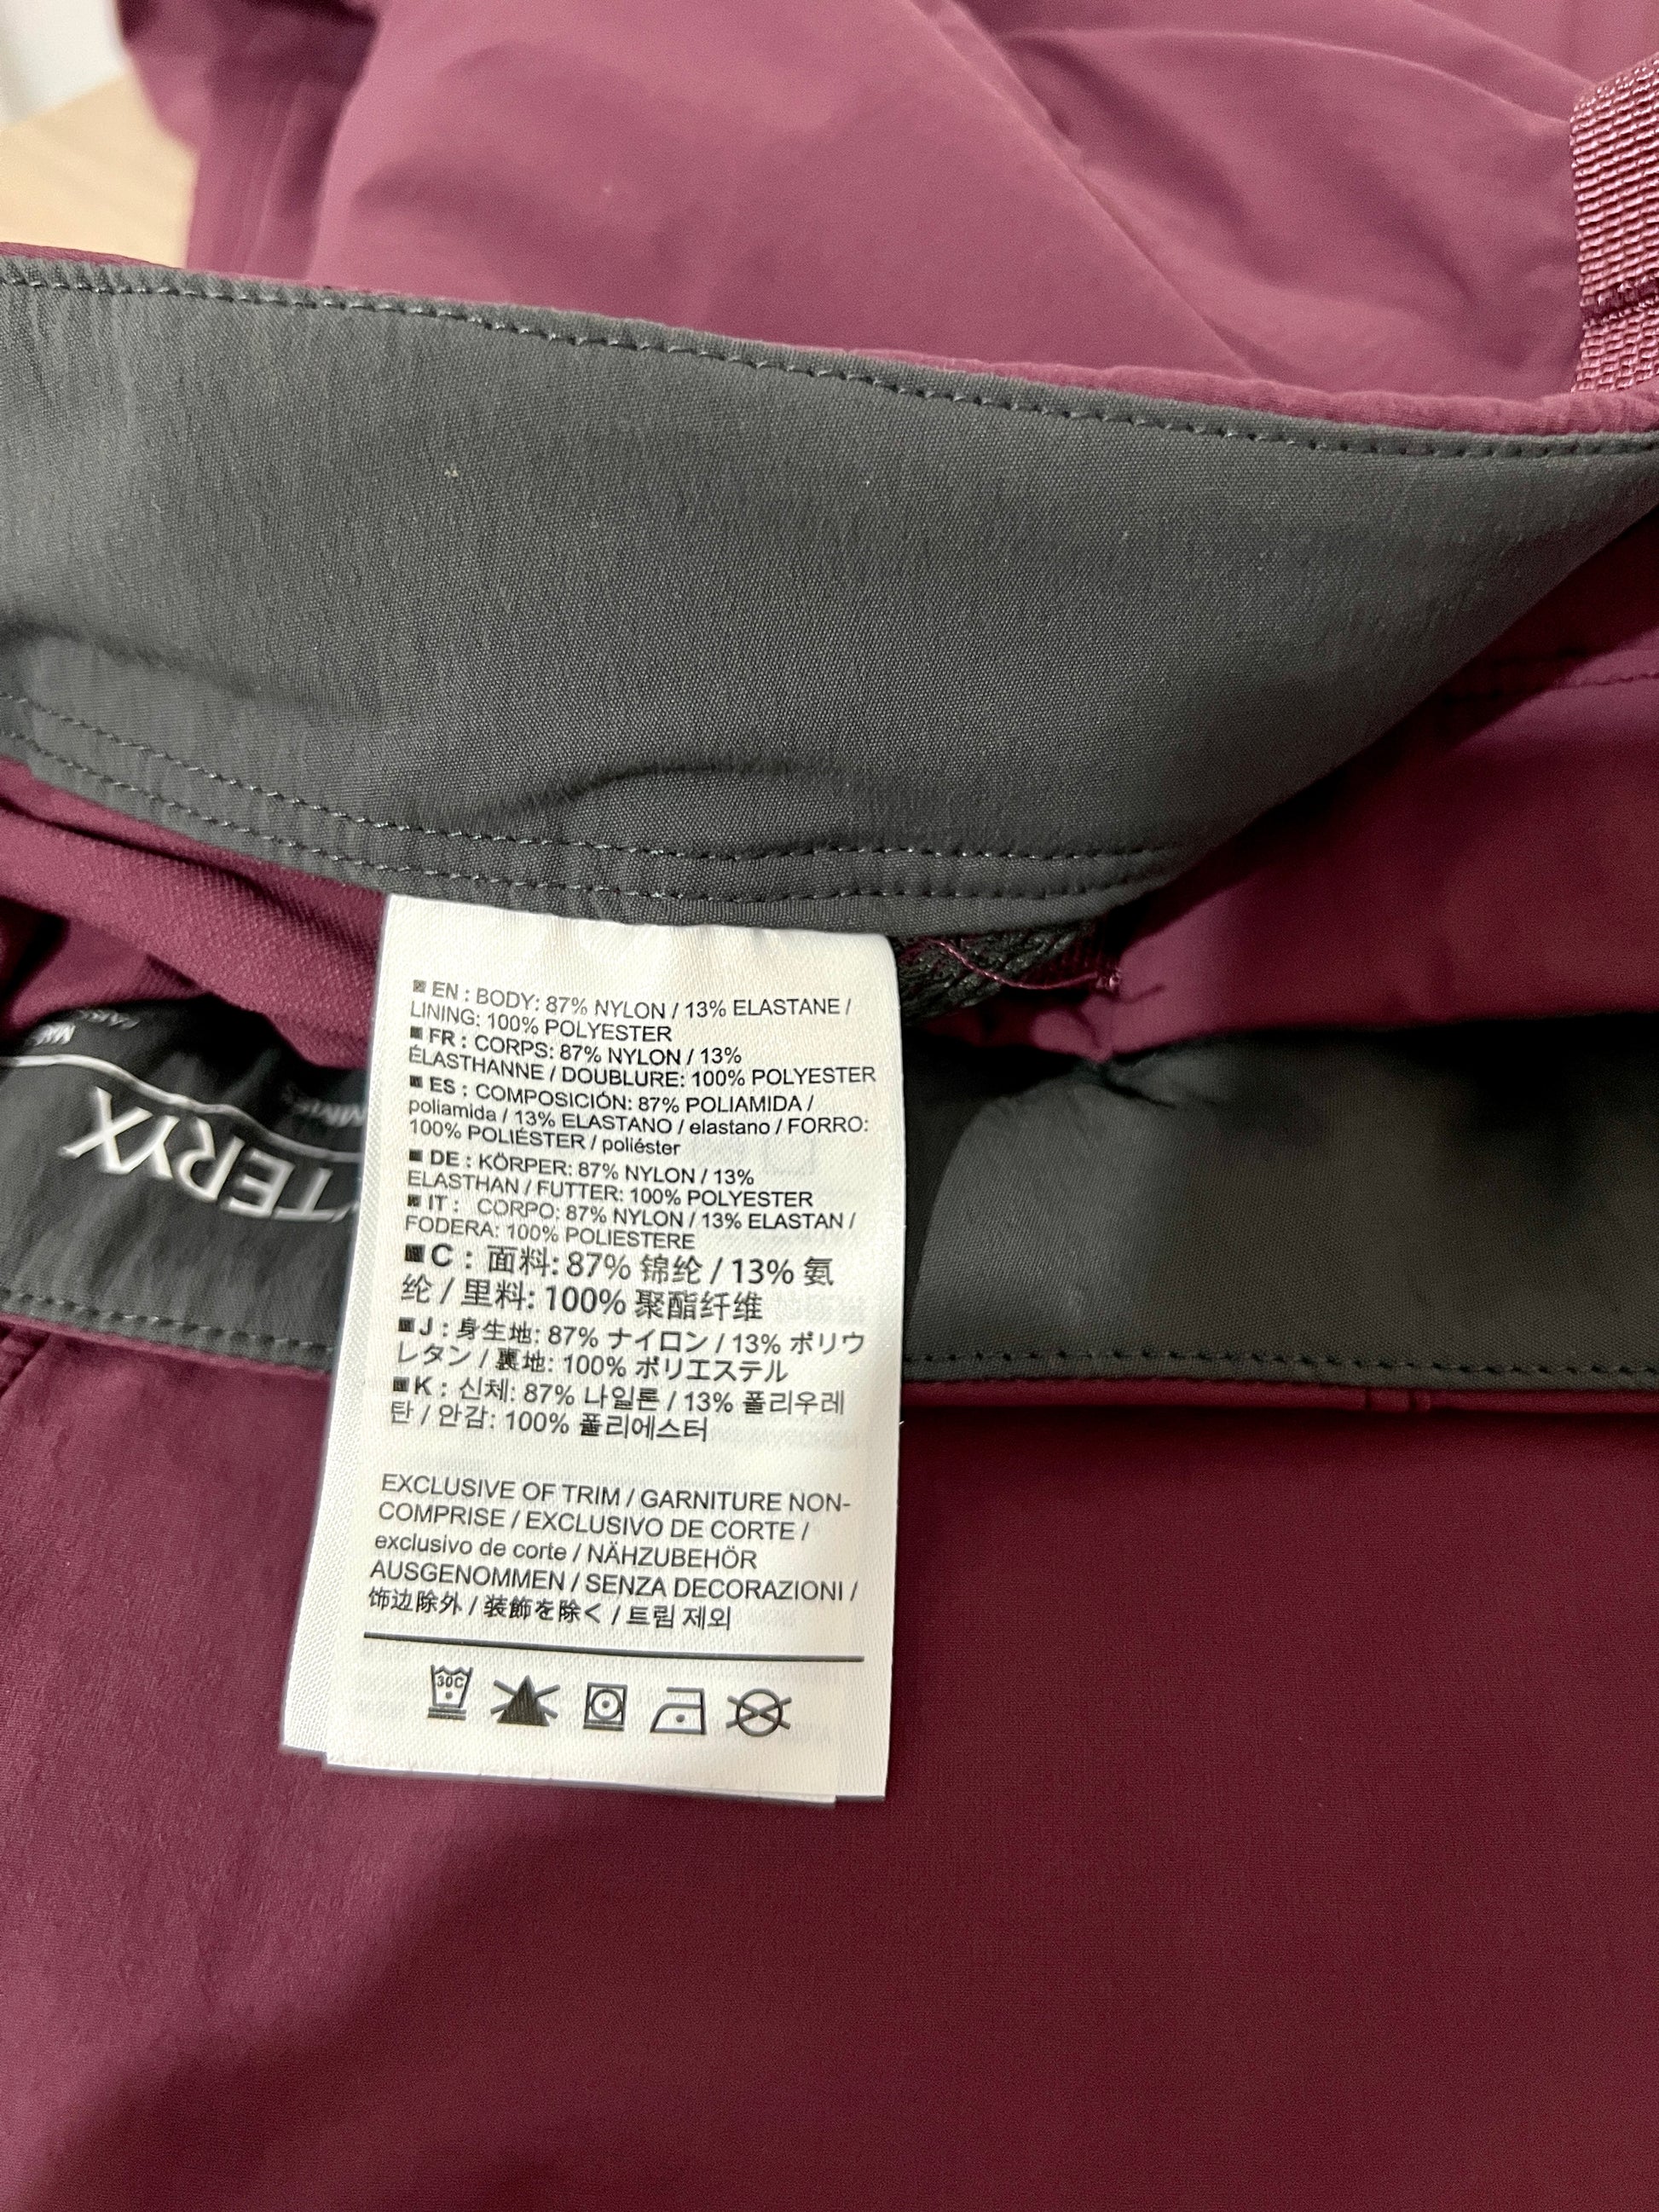 EN : BODY: 87% NYLON / 13% ELASTANE /
LINING: 100% POLYESTER
FR : CORPS: 87% NYLON / 13%
ÉLASTHANNE / DOUBLURE: 100% POLYESTER
ES : COMPOSICIÓN: 87% POLIAMIDA /
poliamida / 13% ELASTANO / elastano / FORRO:
100% POLIÉSTER / poliéster
DE : KÖRPER: 87% NYLON / 13%
ELASTHAN / FUTTER: 100% POLYESTER
IT : CORPO: 87% NYLON / 13% ELASTAN /
FODERA: 100% POLIESTERE
C : 面料: 87% 锦纶 / 13% 氨
纶 / 里料: 100% 聚酯纤维
J : 身生地: 87% ナイロン / 13% ポリウ
レタン / 裏地: 100% ポリエステル
K : 신체: 87% 나일론 / 13% 폴리우레
탄 / 안감: 100% 폴리에스터
EXCLUSIVE OF TRIM / GARNITURE NON-
COMPRISE / EXCLUSIVO DE CORTE /
exclusivo de corte / NÄHZUBEHÖR
AUSGENOMMEN / SENZA DECORAZIONI /
饰边除外 / 装飾を除く / 트림 제외
30C
TERYX